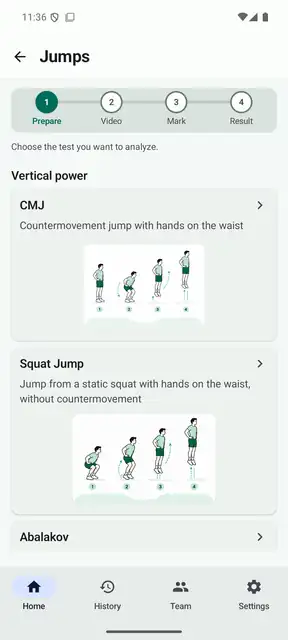 11:36
Jumps
1
2
3
4
Prepare
Video
Mark
Result
Choose the test you want to analyze.
Vertical power
CMJ
Countermovement jump with hands on the waist
1
2
3
4
Squat Jump
Jump from a static squat with hands on the waist,
without countermovement
1
2
3
4
Abalakov
Home
History
Team
Settings